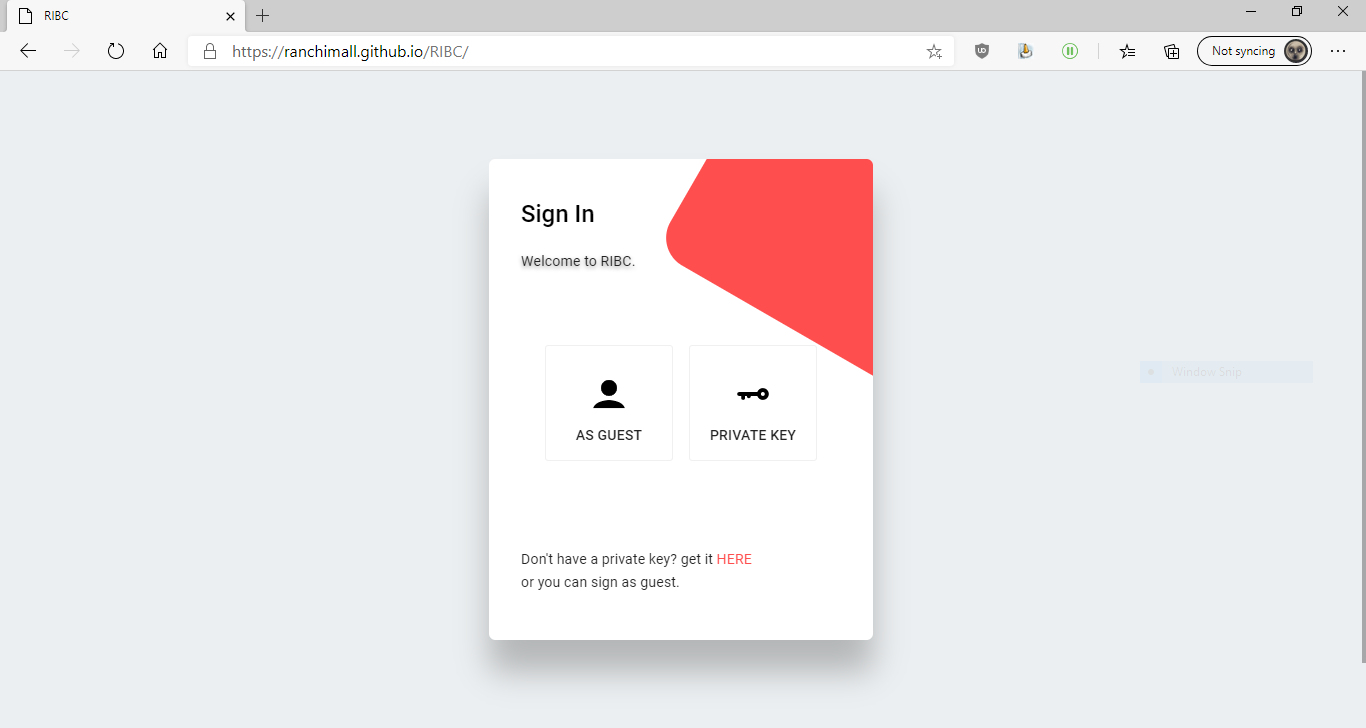 RIBC
https://ranchimall.github.io/RIBC/
Not syncing
Sign In
Welcome to RIBC.
AS GUEST
PRIVATE KEY
Window Snip
Don't have a private key? get it HERE
or you can sign as guest.